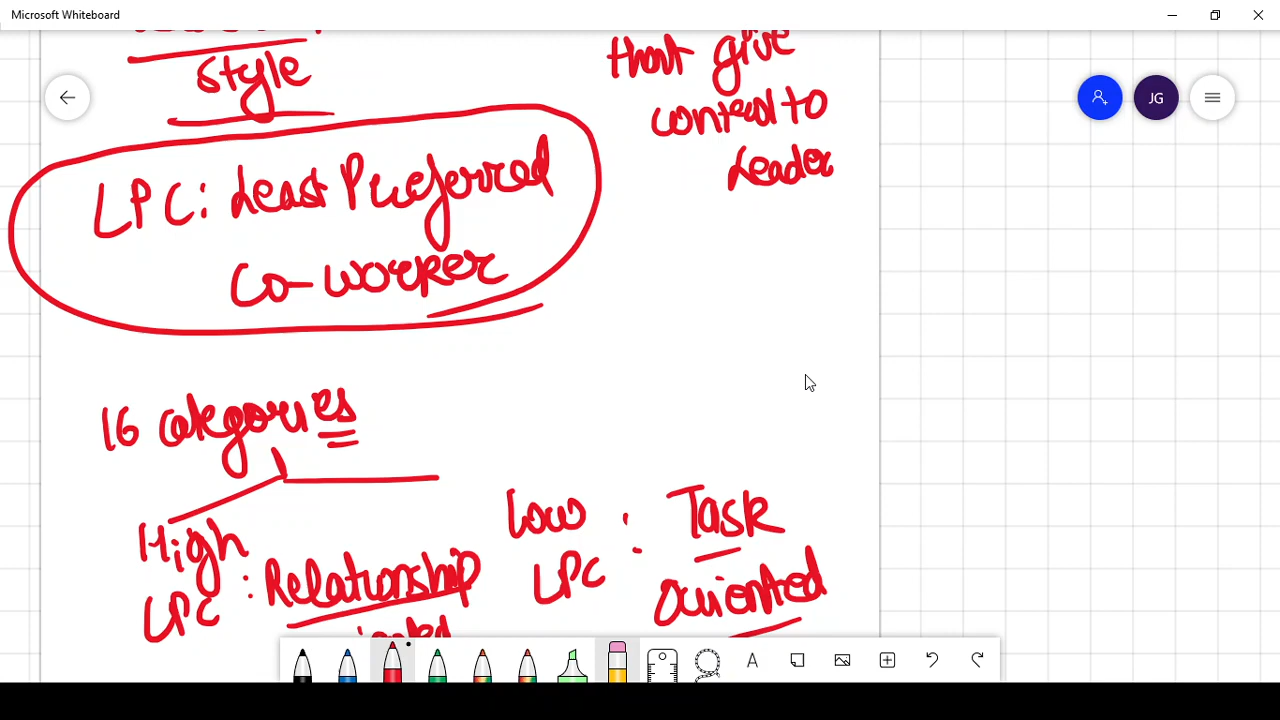 Microsoft Whiteboard
style
that give
control to
Leader
JG
LPC: Least Preferred
Co-worker
16 categories
High
LPC : Relationship
Low : Task
LPC oriented
A